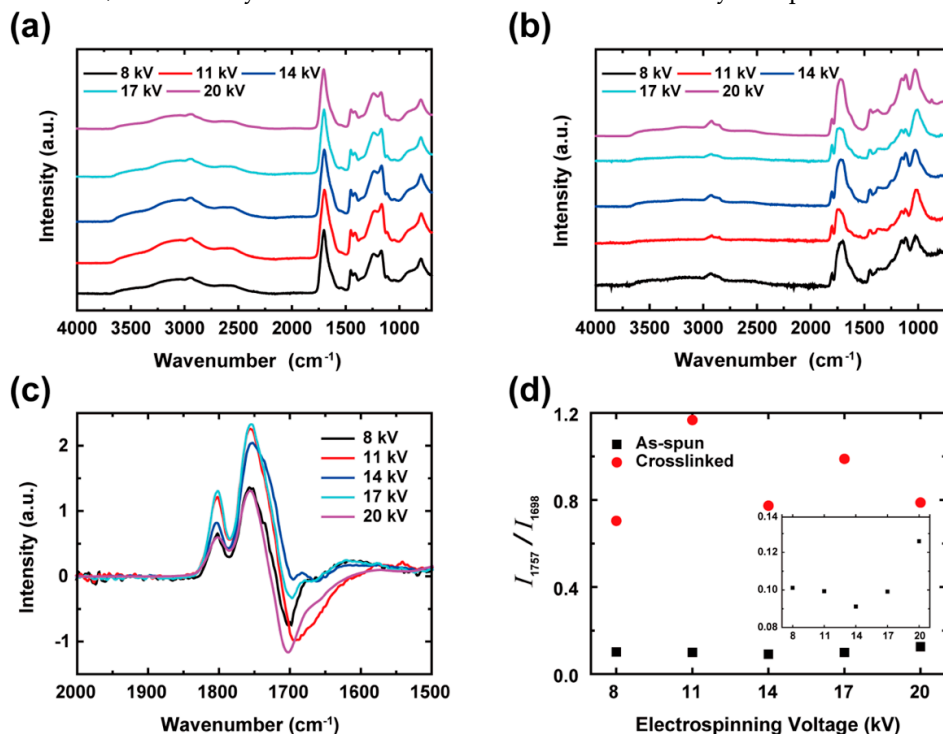 (a)
(b)
8 kV 11 kV 14 kV
17 kV 20 kV
8 kV 11 kV 14 kV
17 kV 20 kV
Intensity (a.u.)
Intensity (a.u.)
4000 3500 3000 2500 2000 1500 1000
4000 3500 3000 2500 2000 1500 1000
Wavenumber (cm-1)
Wavenumber (cm-1)
(c)
(d)
8 kV
11 kV
14 kV
17 kV
20 kV
2
1
0
-1
Intensity (a.u.)
2000 1900 1800 1700 1600 1500
Wavenumber (cm-1)
As-spun
Crosslinked
1.2
0.8
0.4
0.0
I1757 / I1698
0.14
0.12
0.10
0.08
8 11 14 17 20
8 11 14 17 20
Electrospinning Voltage (kV)